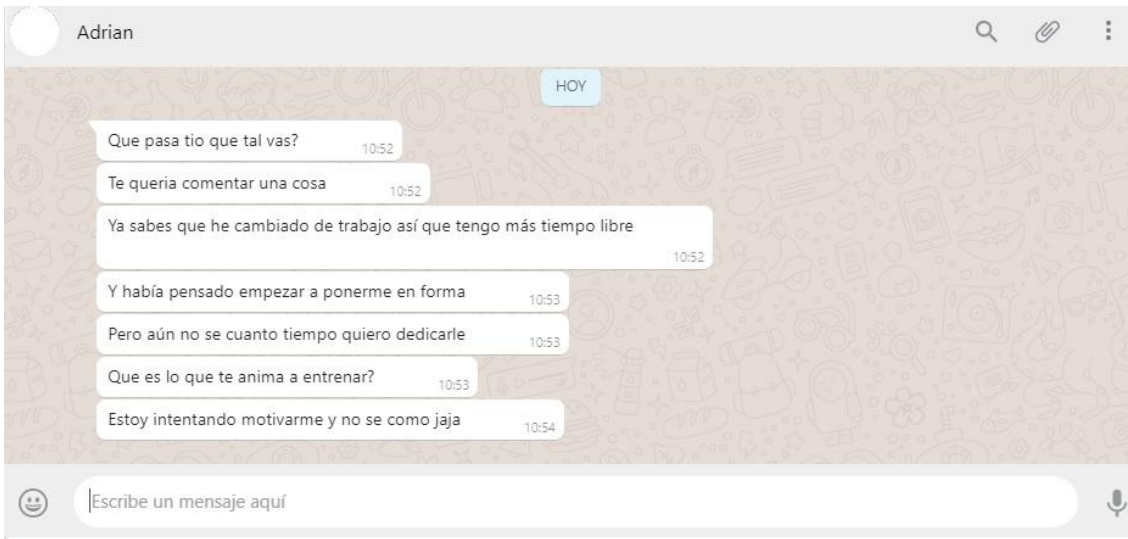 Adrian
HOY
Que pasa tio que tal vas?
10:52
Te queria comentar una cosa
10:52
Ya sabes que he cambiado de trabajo así que tengo más tiempo libre
10:52
Y había pensado empezar a ponerme en forma
10:53
Pero aún no se cuanto tiempo quiero dedicarle
10:53
Que es lo que te anima a entrenar?
10:53
Estoy intentando motivarme y no se como jaja
10:54
Escribe un mensaje aquí